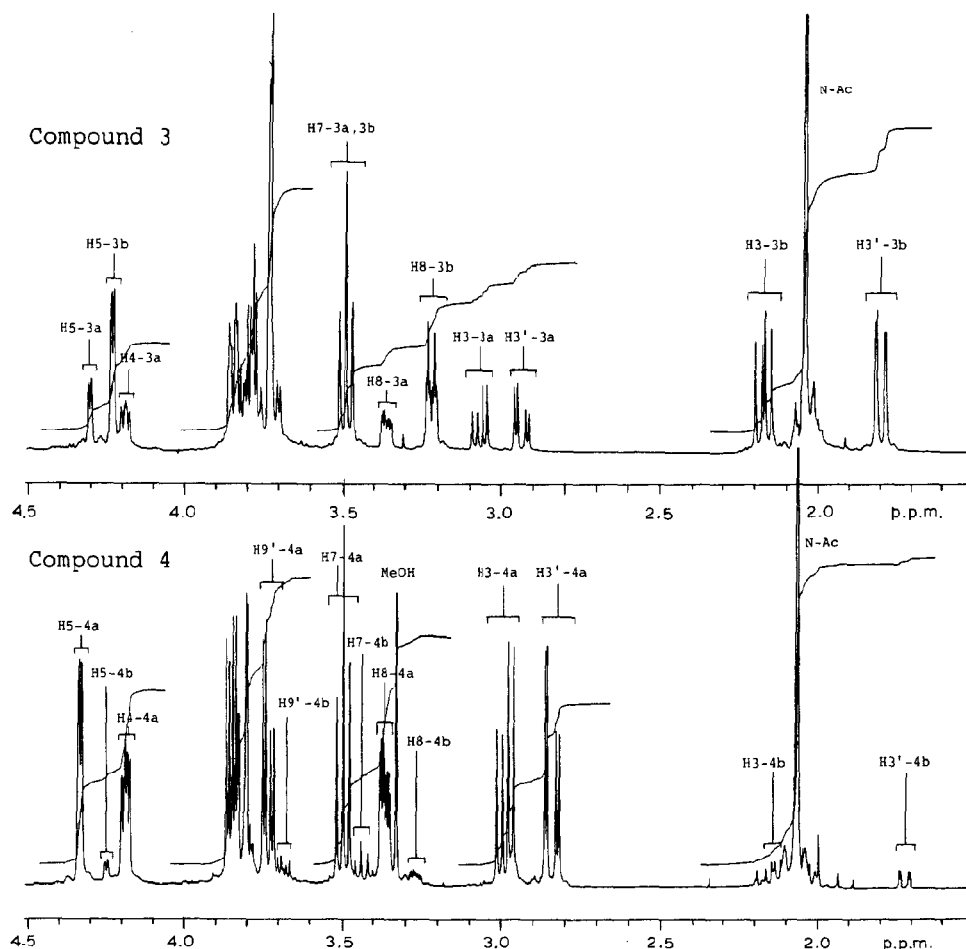 N-Ac
Compound 3
H7-3a,3b
H5-3b
H8-3b
H3-3b
H3'-3b
H5-3a
H4-3a
H3-3a
H3'-3a
H8-3a
4.5 4.0 3.5 3.0 2.5 2.0 p.p.m.
N-Ac
Compound 4
H9'-4a
H7-4a
MeOH
H3-4a
H3'-4a
H5-4a
H7-4b
H5-4b
H8-4a
H4-4a
H9'-4b
H8-4b
H3-4b
H3'-4b
4.5 4.0 3.5 3.0 2.5 2.0 p.p.m.